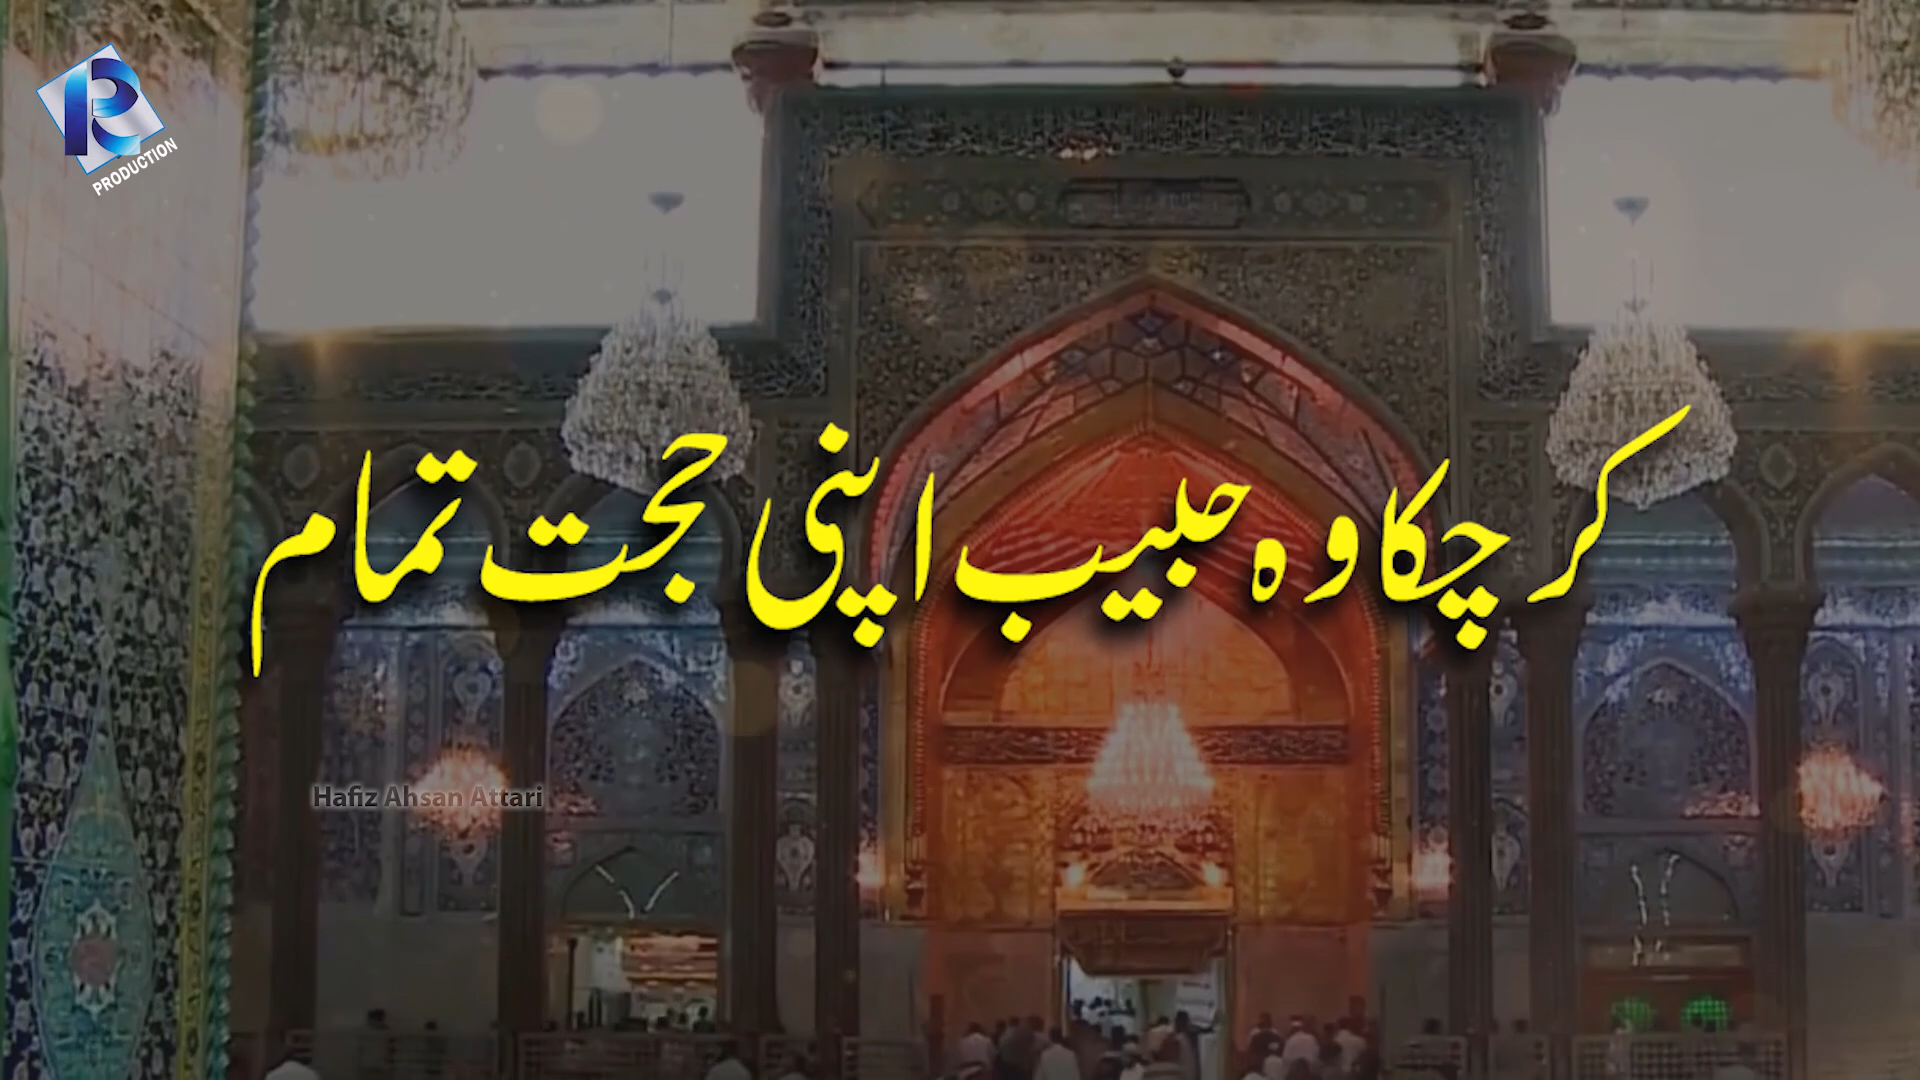 R
PRODUCTION
کر چکا وہ حبیب اپنی حجت تمام
Hafiz Ahsan Attari